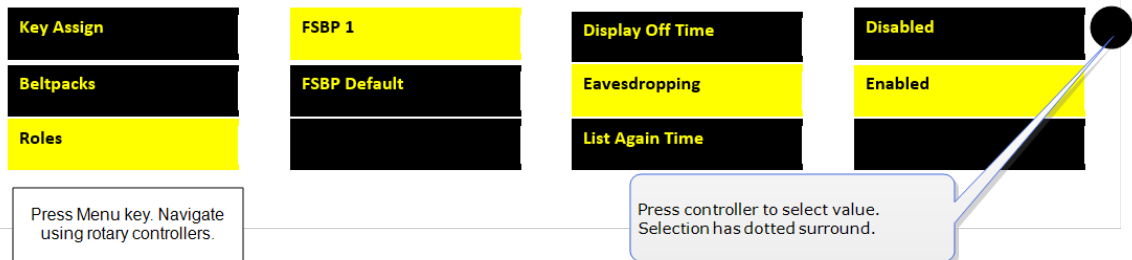 Key Assign
Beltpacks
Roles
FSBP 1
FSBP Default
Display Off Time
Eavesdropping
List Again Time
Disabled
Enabled
Press Menu key. Navigate
using rotary controllers.
Press controller to select value.
Selection has dotted surround.